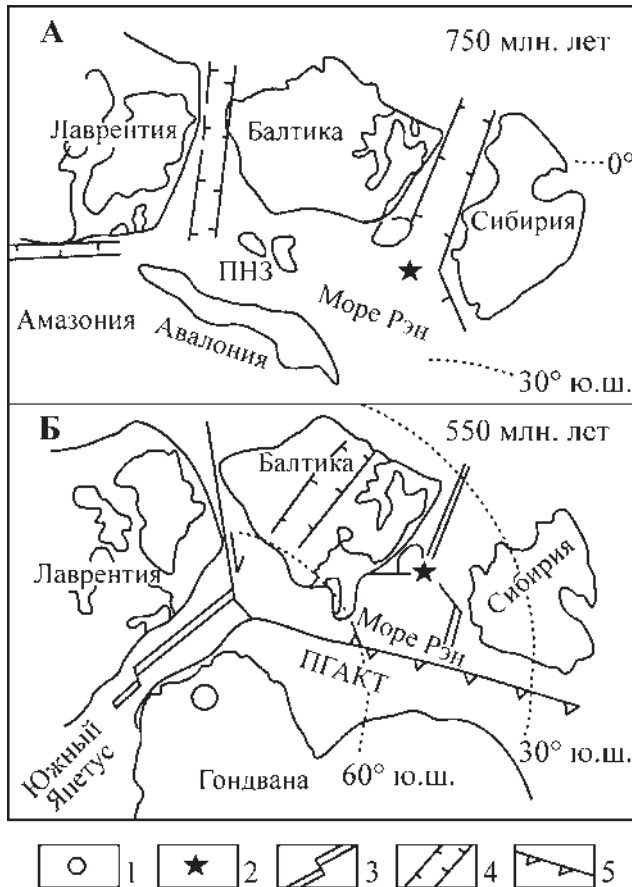 А
750 млн. лет
Лаврентия
Балтика
0°
Сибирия
ПНЗ
Море Рэн
Амазония
Авалония
30° ю.ш.
Б
550 млн. лет
Балтика
Лаврентия
Сибирия
Море Рэн
ПГАКТ
Южный
Япетус
Гондвана
60° ю.ш.
30° ю.ш.
1 2 3 4 5